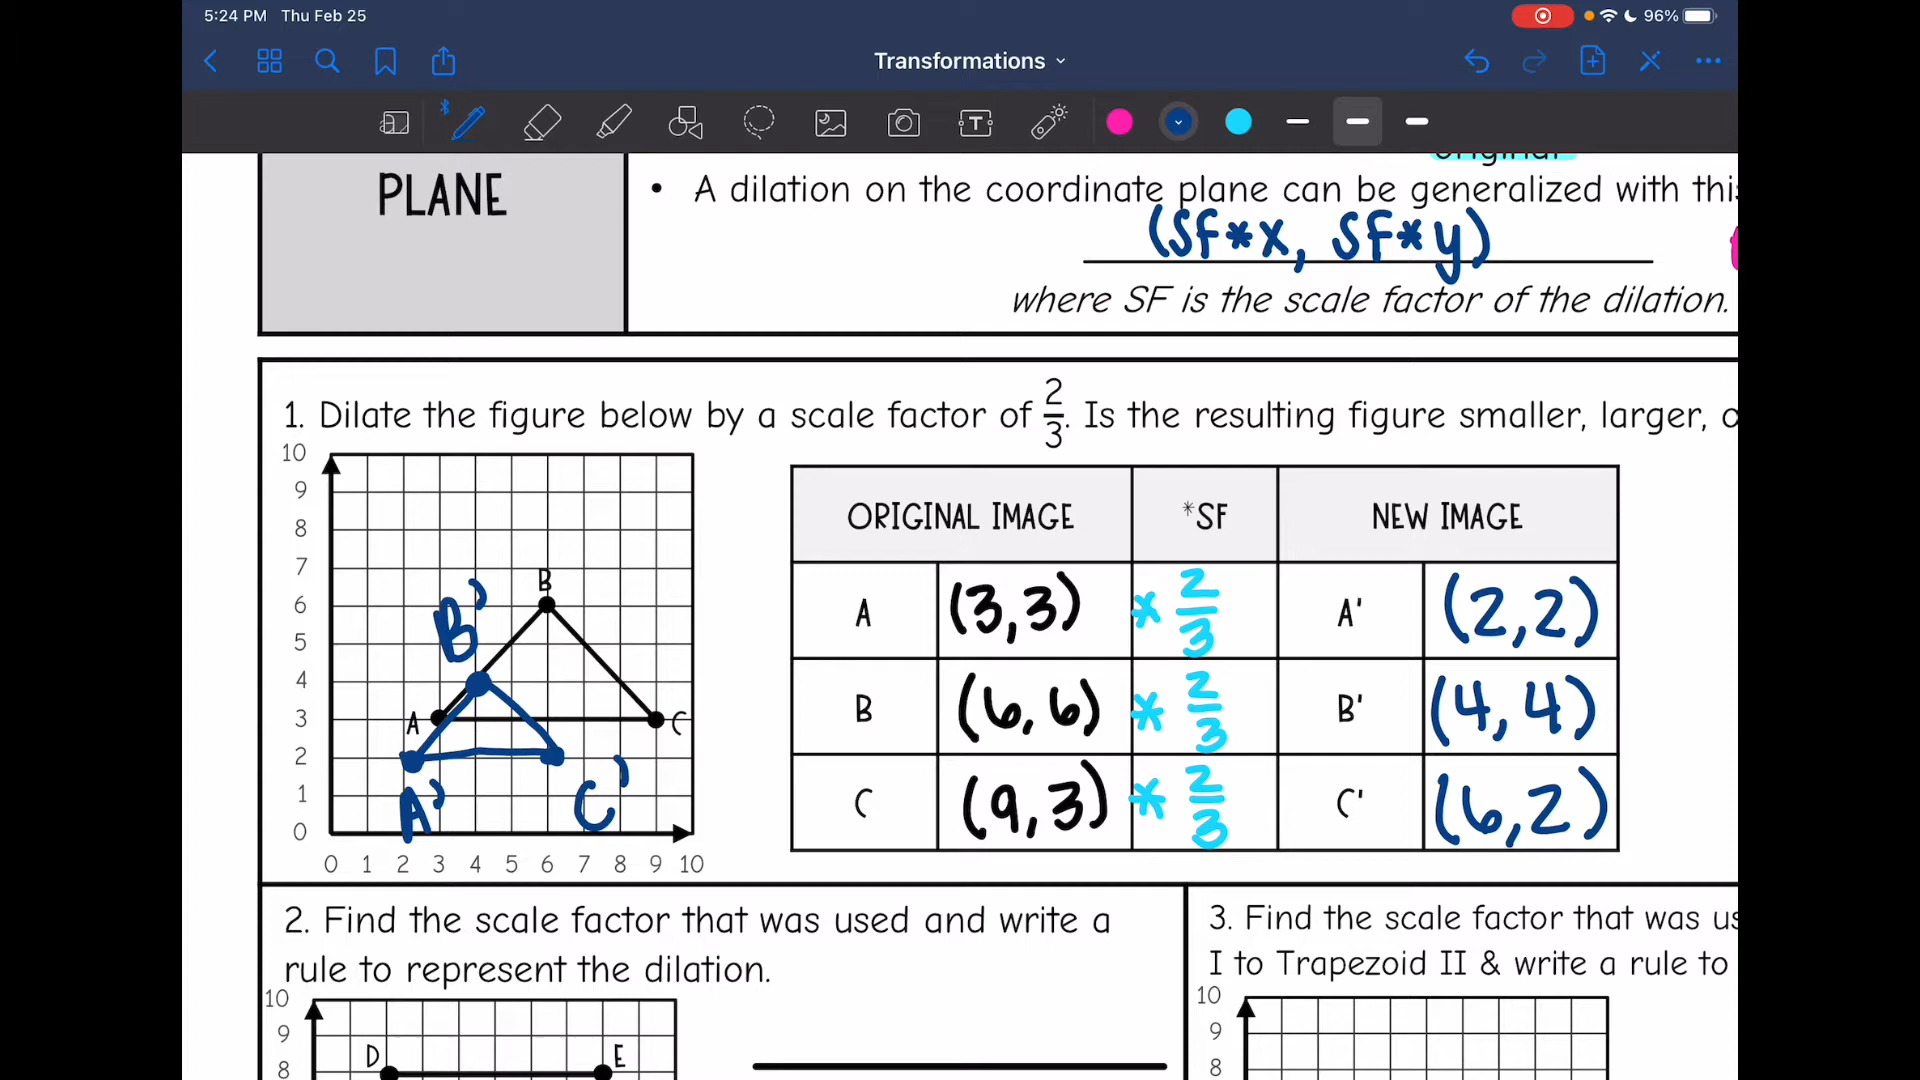 5:24 PM Thu Feb 25
96%
Transformations
original
PLANE
• A dilation on the coordinate plane can be generalized with this
(SF*x, SF*y)
where SF is the scale factor of the dilation.
1. Dilate the figure below by a scale factor of 2/3. Is the resulting figure smaller, larger, o
10
9
8
7
6
5
4
3
2
1
0
0 1 2 3 4 5 6 7 8 9 10
B
A
C
B'
A'
C'
ORIGINAL IMAGE *SF NEW IMAGE
A (3,3) * 2/3 A' (2,2)
B (6,6) * 2/3 B' (4,4)
C (9,3) * 2/3 C' (6,2)
2. Find the scale factor that was used and write a
rule to represent the dilation.
10
9
8
D E
3. Find the scale factor that was us
I to Trapezoid II & write a rule to
10
9
8